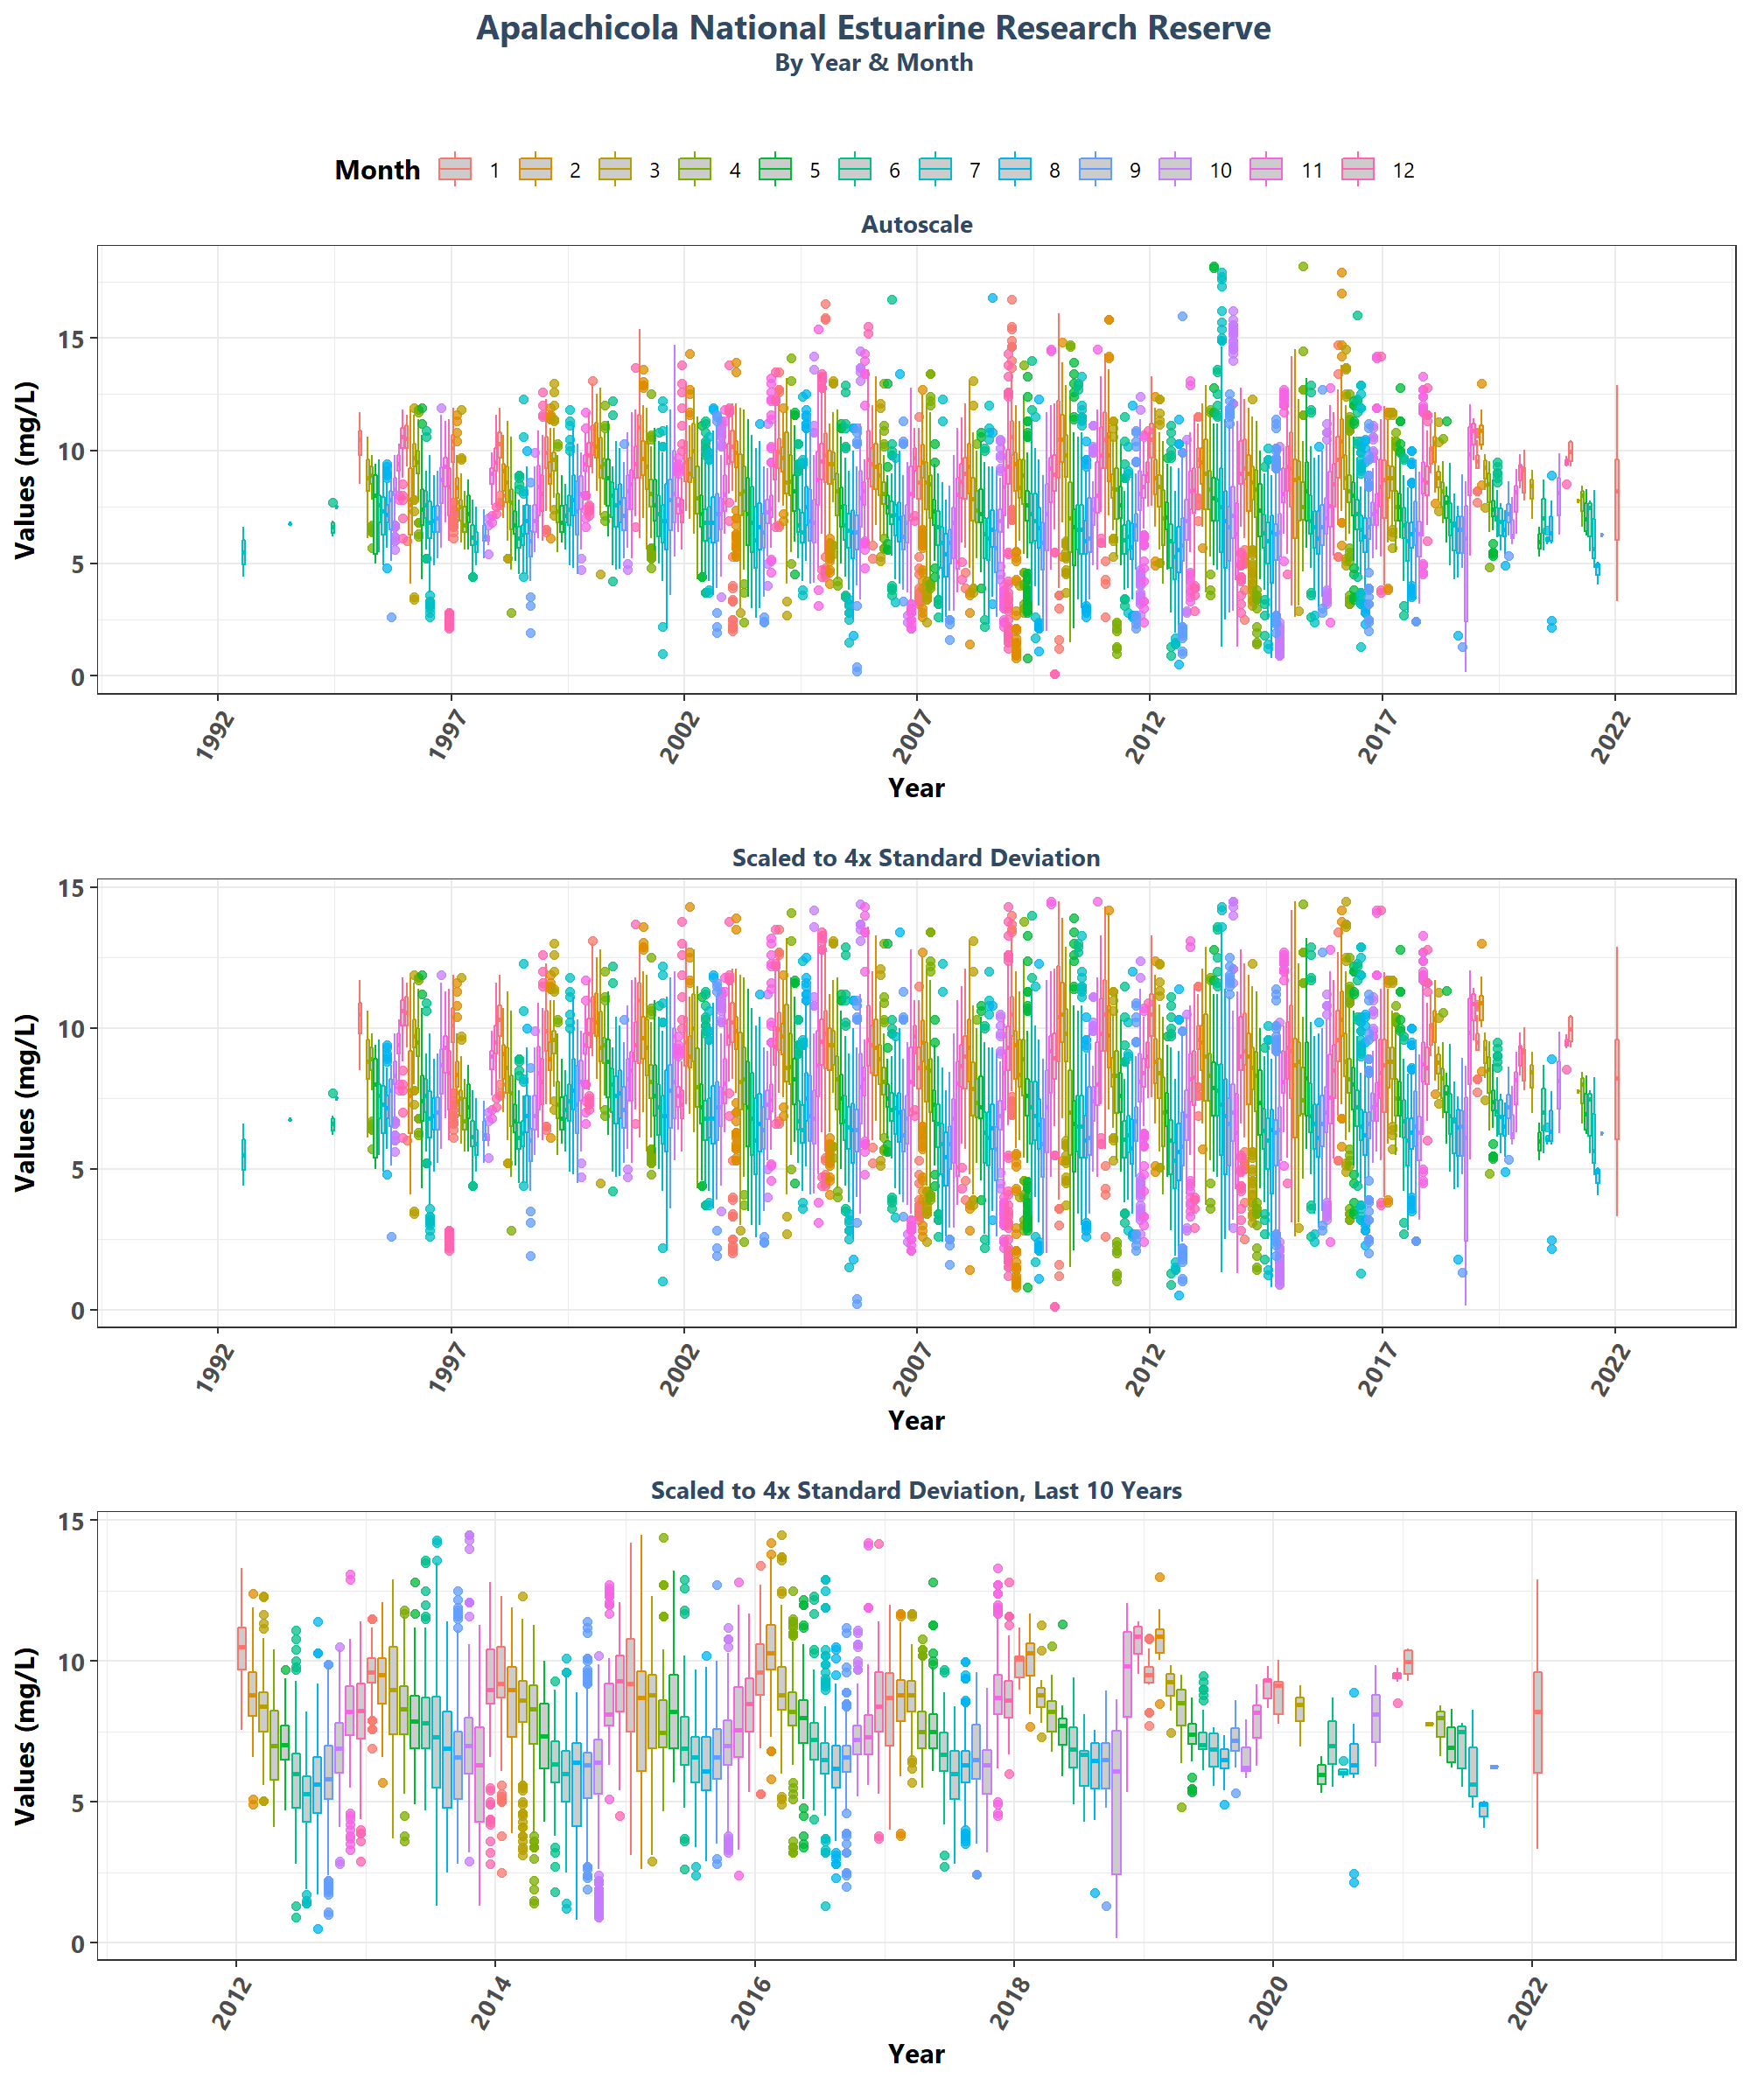 Apalachicola National Estuarine Research Reserve
By Year & Month
Month 1 2 3 4 5 6 7 8 9 10 11 12
Autoscale
Values (mg/L)
15
10
5
0
1992 1997 2002 2007 2012 2017 2022
Year
Scaled to 4x Standard Deviation
Values (mg/L)
15
10
5
0
1992 1997 2002 2007 2012 2017 2022
Year
Scaled to 4x Standard Deviation, Last 10 Years
Values (mg/L)
15
10
5
0
2012 2014 2016 2018 2020 2022
Year